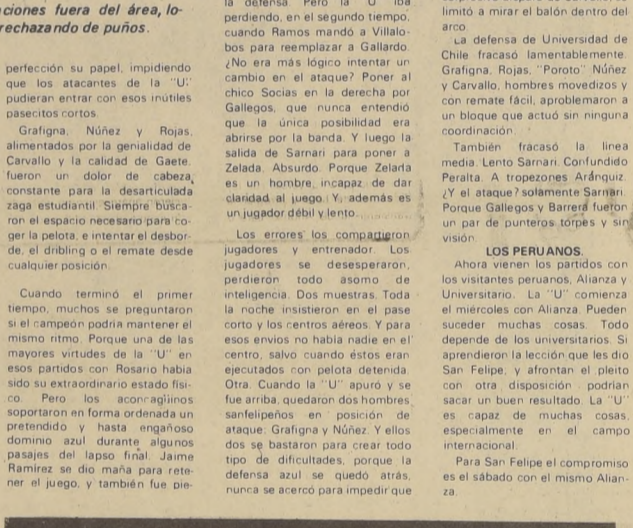 ciones fuera del área, lo-
rechazando de puños.
perfección su papel, impidiendo
que los atacantes de la "U"
pudieran entrar con esos inútiles
pasecitos cortos.
Grafigna, Núñez y Rojas,
alimentados por la genialidad de
Carvallo y la calidad de Gaete,
fueron un dolor de cabeza
constante para la desarticulada
zaga estudiantil. Siempre busca-
ron el espacio necesario para co-
ger la pelota, e intentar el desbor-
de, el dribling o el remate desde
cualquier posición.
Cuando terminó el primer
tiempo, muchos se preguntaron
si el campeón podría mantener el
mismo ritmo. Porque una de las
mayores virtudes de la "U" en
esos partidos con Rosario había
sido su extraordinario estado físi-
co. Pero los aconcagüinos
soportaron en forma ordenada un
pretendido y hasta engañoso
dominio azul durante algunos
pasajes del lapso final. Jaime
Ramírez se dio maña para rete-
ner el juego, y también fue pie-
la defensa. Pero la "U" iba
perdiendo, en el segundo tiempo,
cuando Ramos mandó a Villalo-
bos para reemplazar a Gallardo.
¿No era más lógico intentar un
cambio en el ataque? Poner al
chico Socías en la derecha por
Gallegos, que nunca entendió
que la única posibilidad era
abrirse por la banda. Y luego la
salida de Sarnari para poner a
Zelada. Absurdo. Porque Zelada
es un hombre incapaz de dar
claridad al juego. Y además es
un jugador débil y lento.
Los errores los compartieron
jugadores y entrenador. Los
jugadores se desesperaron,
perdieron todo asomo de
inteligencia. Dos muestras. Toda
la noche insistieron en el pase
corto y los centros aéreos. Y para
esos envíos no había nadie en el
centro, salvo cuando éstos eran
ejecutados con pelota detenida.
Otra. Cuando la "U" apuró y se
fue arriba, quedaron dos hombres
sanfelipeños en posición de
ataque: Grafigna y Núñez. Y ellos
dos se bastaron para crear todo
tipo de dificultades, porque la
defensa azul se quedó atrás,
nunca se acercó para impedir que
limitó a mirar el balón dentro del
arco.
La defensa de Universidad de
Chile fracasó lamentablemente.
Grafigna, Rojas, "Poroto" Núñez
y Carvallo, hombres movedizos y
con remate fácil, aproblemaron a
un bloque que actuó sin ninguna
coordinación.
También fracasó la línea
media. Lento Sarnari. Confundido
Peralta. A tropezones Aránguiz.
¿Y el ataque? solamente Sarnari.
Porque Gallegos y Barrera fueron
un par de punteros torpes y sin
visión.
LOS PERUANOS.
Ahora vienen los partidos con
los visitantes peruanos, Alianza y
Universitario. La "U" comienza
el miércoles con Alianza. Pueden
suceder muchas cosas. Todo
depende de los universitarios. Si
aprendieron la lección que les dio
San Felipe, y afrontan el pleito
con otra disposición podrían
sacar un buen resultado. La "U"
es capaz de muchas cosas,
especialmente en el campo
internacional.
Para San Felipe el compromiso
es el sábado con el mismo Alian-
za.